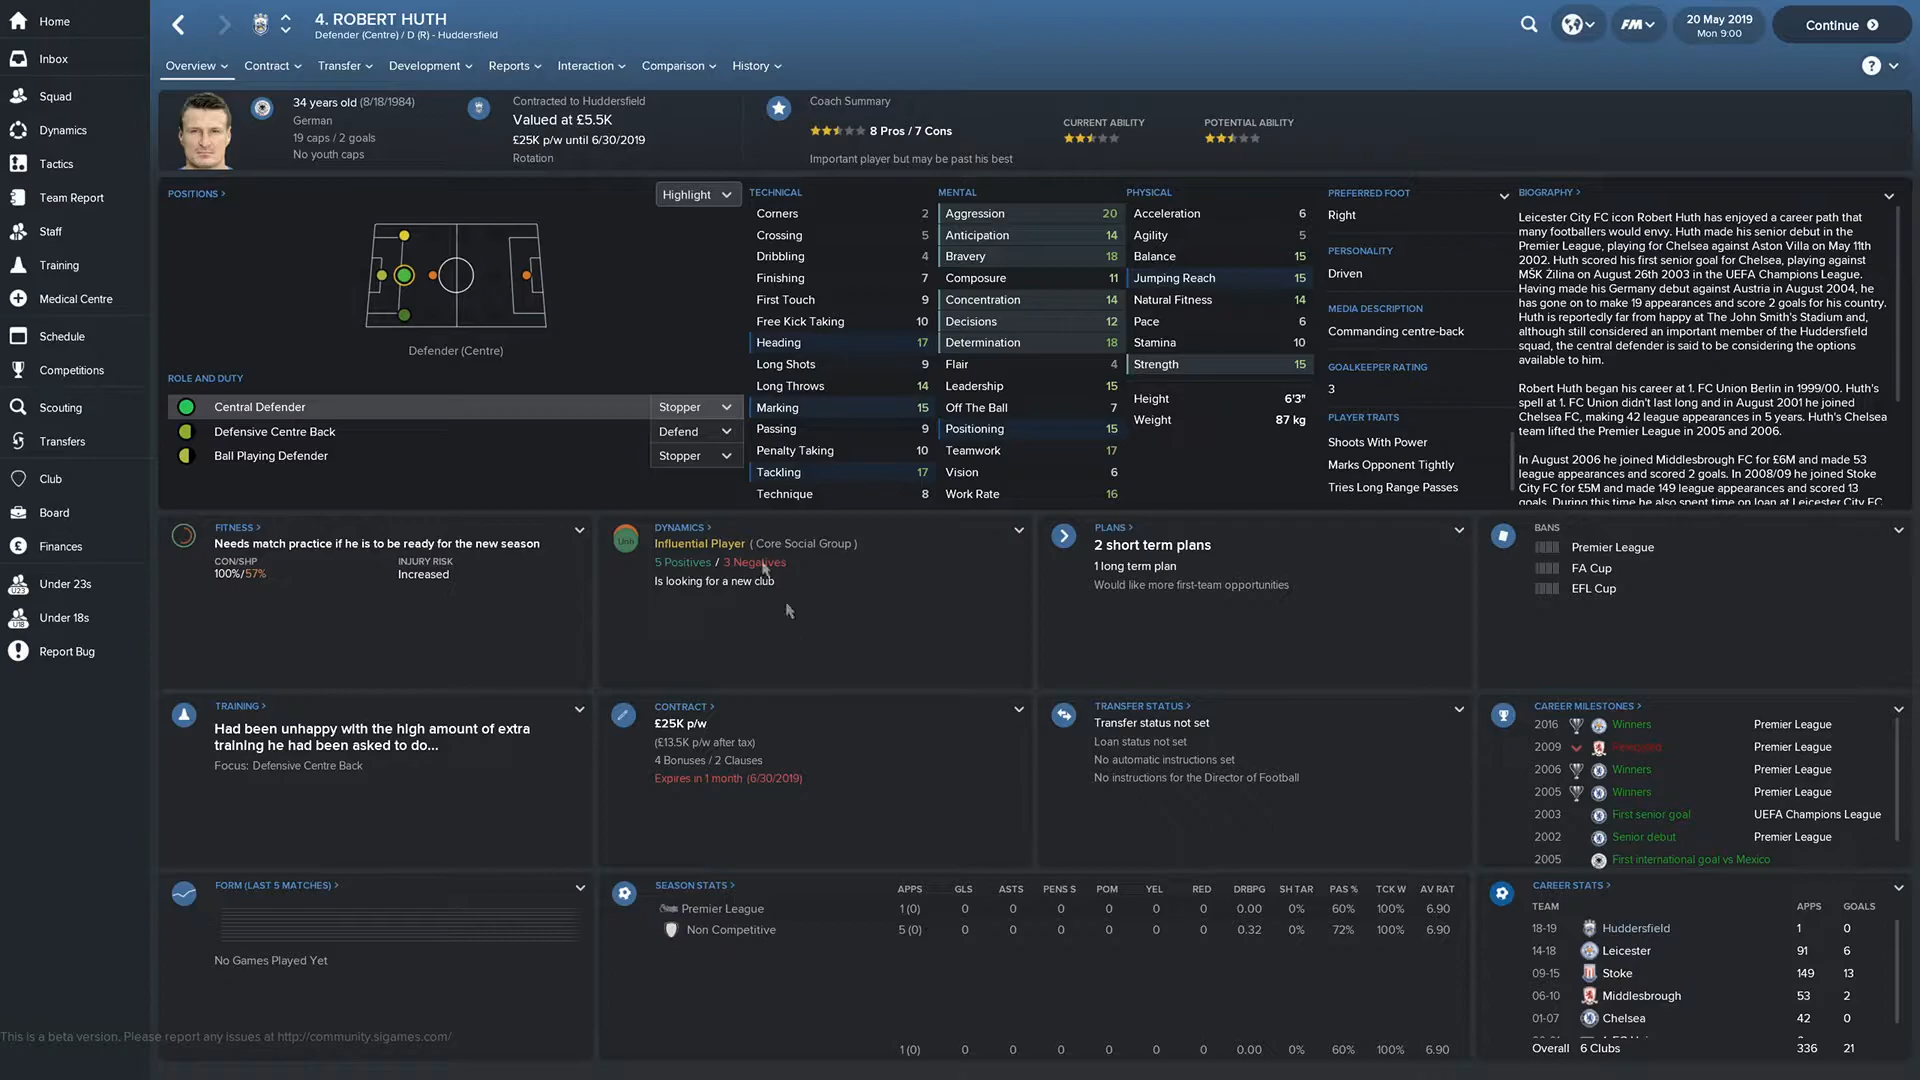 Home
Inbox
Squad
Dynamics
Tactics
Team Report
Staff
Training
Medical Centre
Schedule
Competitions
Scouting
Transfers
Club
Board
Finances
Under 23s
Under 18s
Report Bug
4. ROBERT HUTH
Defender (Centre) / D (R) - Huddersfield
FM
20 May 2019
Mon 9:00
Continue
Overview Contract Transfer Development Reports Interaction Comparison History
34 years old (8/18/1984)
German
19 caps / 2 goals
No youth caps
Contracted to Huddersfield
Valued at £5.5K
£25K p/w until 6/30/2019
Rotation
Coach Summary
8 Pros / 7 Cons
Important player but may be past his best
CURRENT ABILITY
POTENTIAL ABILITY
POSITIONS >
Highlight
Defender (Centre)
ROLE AND DUTY
Central Defender Stopper
Defensive Centre Back Defend
Ball Playing Defender Stopper
TECHNICAL
Corners 2
Crossing 5
Dribbling 4
Finishing 7
First Touch 9
Free Kick Taking 10
Heading 17
Long Shots 9
Long Throws 14
Marking 15
Passing 9
Penalty Taking 10
Tackling 17
Technique 8
MENTAL
Aggression 20
Anticipation 14
Bravery 18
Composure 11
Concentration 14
Decisions 12
Determination 18
Flair 4
Leadership 15
Off The Ball 7
Positioning 15
Teamwork 17
Vision 6
Work Rate 16
PHYSICAL
Acceleration 6
Agility 5
Balance 15
Jumping Reach 15
Natural Fitness 14
Pace 6
Stamina 10
Strength 15
Height 6'3"
Weight 87 kg
PREFERRED FOOT
Right
PERSONALITY
Driven
MEDIA DESCRIPTION
Commanding centre-back
GOALKEEPER RATING
3
PLAYER TRAITS
Shoots With Power
Marks Opponent Tightly
Tries Long Range Passes
BIOGRAPHY >
Leicester City FC icon Robert Huth has enjoyed a career path that
many footballers would envy. Huth made his senior debut in the
Premier League, playing for Chelsea against Aston Villa on May 11th
2002. Huth scored his first senior goal for Chelsea, playing against
MŠK Žilina on August 26th 2003 in the UEFA Champions League.
Having made his Germany debut against Austria in August 2004, he
has gone on to make 19 appearances and score 2 goals for his country.
Huth is reportedly far from happy at The John Smith's Stadium and,
although still considered an important member of the Huddersfield
squad, the central defender is said to be considering the options
available to him.
Robert Huth began his career at 1. FC Union Berlin in 1999/00. Huth's
spell at 1. FC Union didn't last long and in August 2001 he joined
Chelsea FC, making 42 league appearances in 5 years. Huth's Chelsea
team lifted the Premier League in 2005 and 2006.
In August 2006 he joined Middlesbrough FC for £6M and made 53
league appearances and scored 2 goals. In 2008/09 he joined Stoke
City FC for £5M and made 149 league appearances and scored 13
goals. During this time he also spent time on loan at Leicester City FC
FITNESS >
Needs match practice if he is to be ready for the new season
CON/SHP
100%/57%
INJURY RISK
Increased
DYNAMICS >
Influential Player ( Core Social Group )
5 Positives / 3 Negatives
Is looking for a new club
PLANS >
2 short term plans
1 long term plan
Would like more first-team opportunities
BANS
Premier League
FA Cup
EFL Cup
TRAINING >
Had been unhappy with the high amount of extra
training he had been asked to do...
Focus: Defensive Centre Back
CONTRACT >
£25K p/w
(£13.5K p/w after tax)
4 Bonuses / 2 Clauses
Expires in 1 month (6/30/2019)
TRANSFER STATUS >
Transfer status not set
Loan status not set
No automatic instructions set
No instructions for the Director of Football
CAREER MILESTONES >
2016 Winners Premier League
2009 Relegated Premier League
2006 Winners Premier League
2005 Winners Premier League
2003 First senior goal UEFA Champions League
2002 Senior debut Premier League
2005 First international goal vs Mexico
FORM (LAST 5 MATCHES) >
No Games Played Yet
SEASON STATS > APPS GLS ASTS PENS S POM YEL RED DRBPG SH TAR PAS % TCK W AV RAT
Premier League 1 (0) 0 0 0 0 0 0 0.00 0% 60% 100% 6.90
Non Competitive 5 (0) 0 0 0 0 0 0 0.32 0% 72% 100% 6.90
1 (0) 0 0 0 0 0 0 0.00 0% 60% 100% 6.90
CAREER STATS >
TEAM APPS GOALS
18-19 Huddersfield 1 0
14-18 Leicester 91 6
09-15 Stoke 149 13
06-10 Middlesbrough 53 2
01-07 Chelsea 42 0
Overall 6 Clubs 336 21
This is a beta version. Please report any issues at http://community.sigames.com/